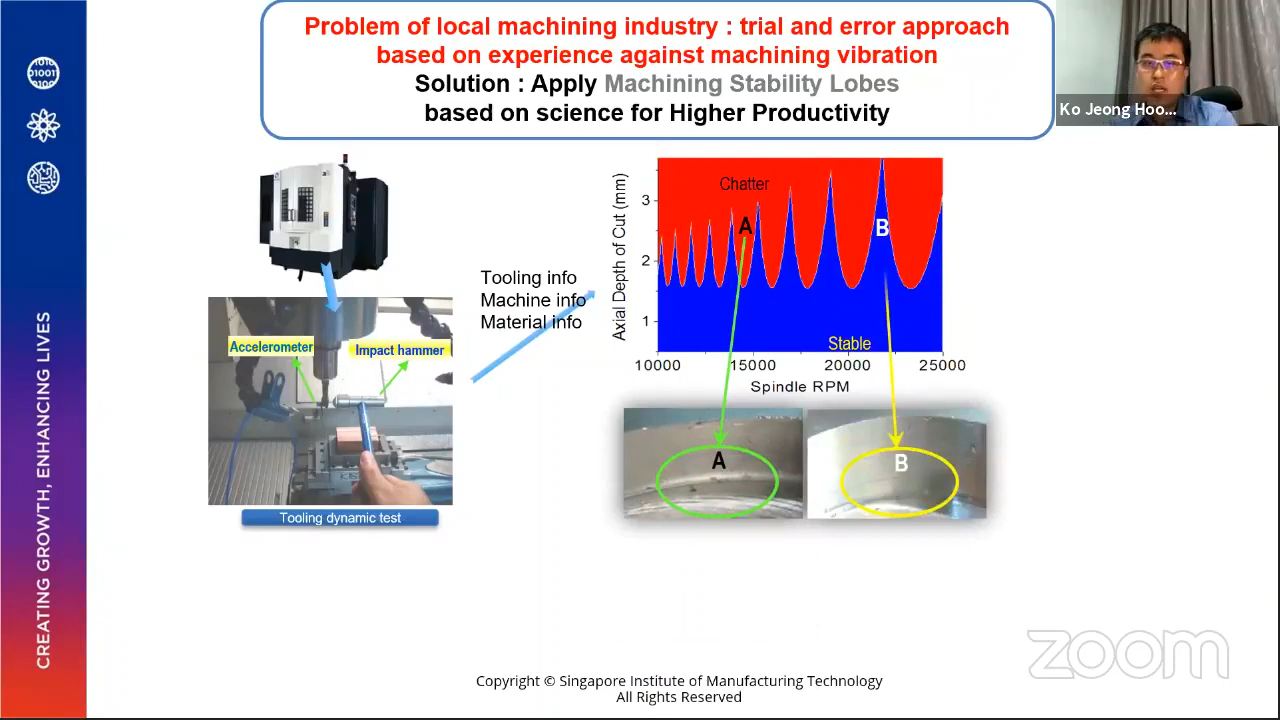 Problem of local machining industry : trial and error approach
based on experience against machining vibration
Solution : Apply Machining Stability Lobes
based on science for Higher Productivity
Ko Jeong Hoo...
CREATING GROWTH, ENHANCING LIVES
Accelerometer
Impact hammer
Tooling dynamic test
Tooling info
Machine info
Material info
Axial Depth of Cut (mm)
3
2
1
Chatter
A
B
Stable
10000
15000
20000
25000
Spindle RPM
A
B
zoom
Copyright © Singapore Institute of Manufacturing Technology
All Rights Reserved